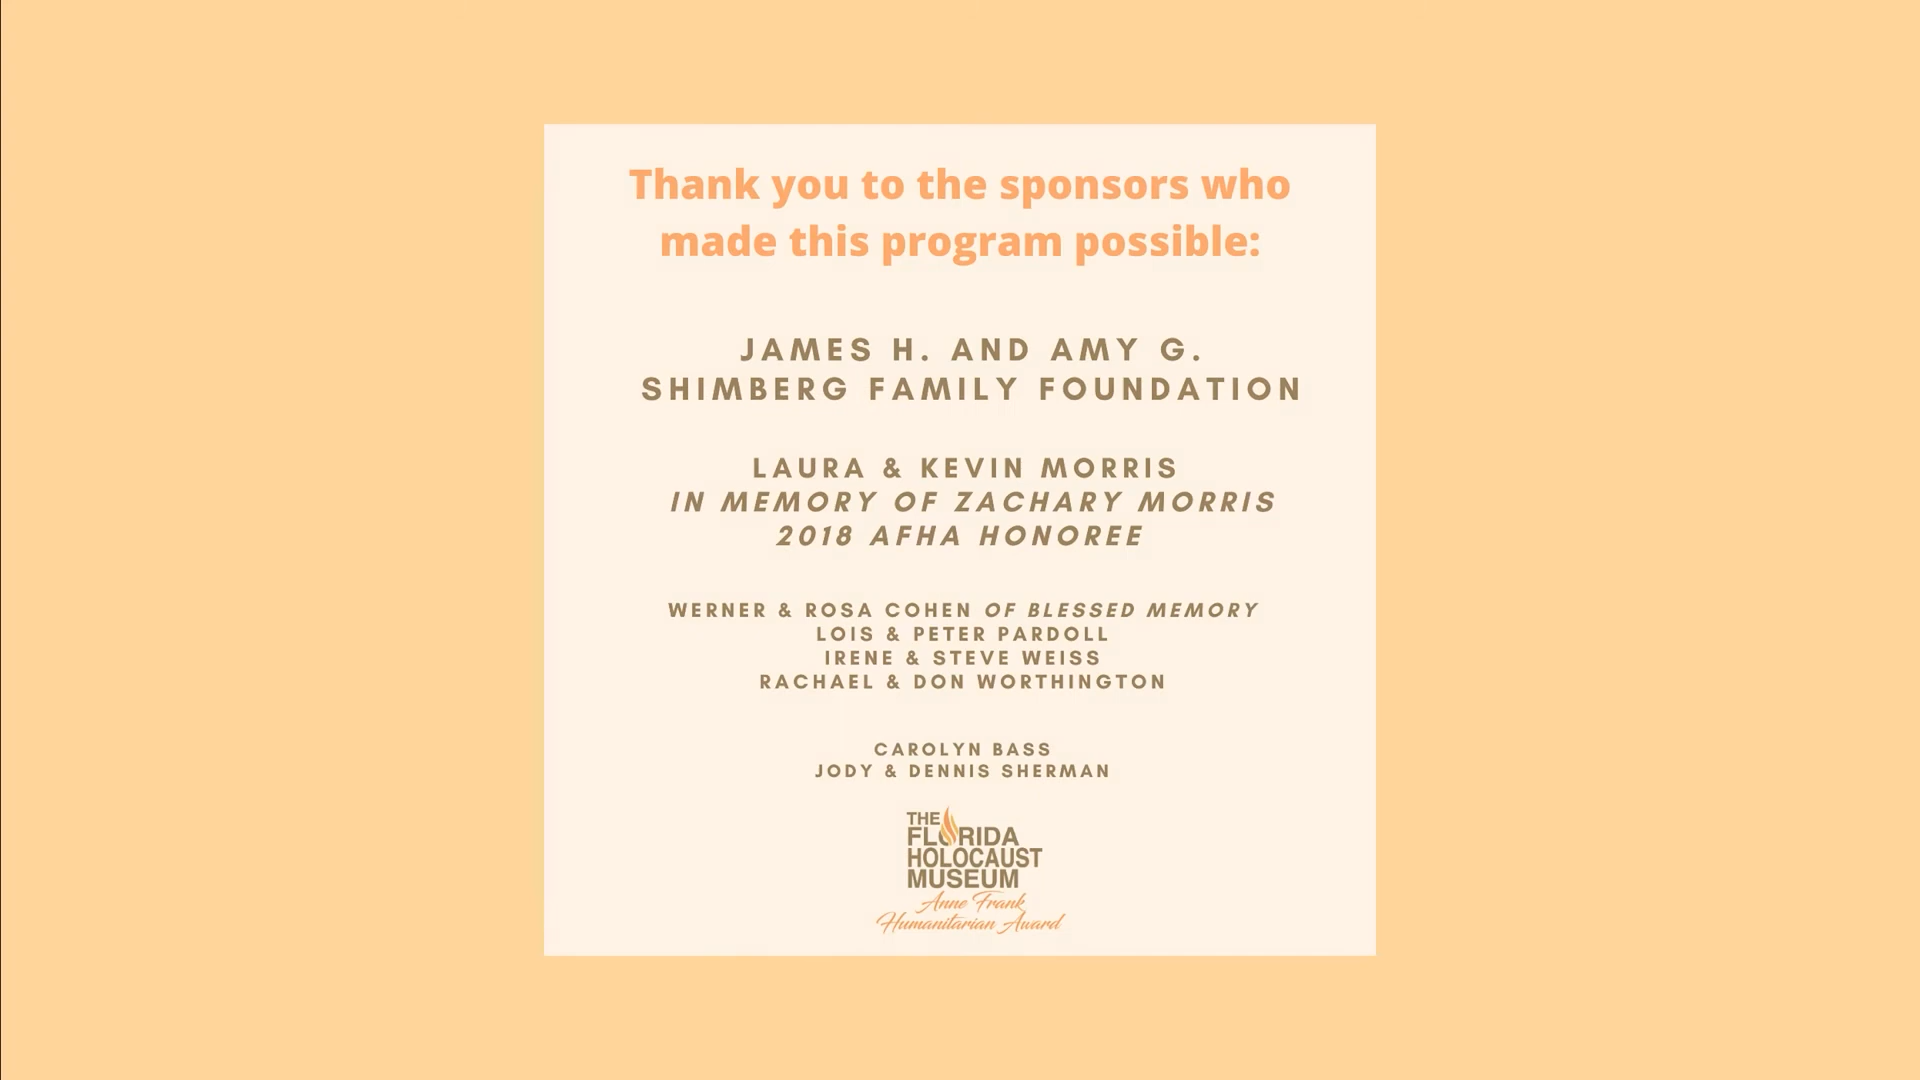 Thank you to the sponsors who
made this program possible:
JAMES H. AND AMY G.
SHIMBERG FAMILY FOUNDATION
LAURA & KEVIN MORRIS
IN MEMORY OF ZACHARY MORRIS
2018 AFHA HONOREE
WERNER & ROSA COHEN OF BLESSED MEMORY
LOIS & PETER PARDOLL
IRENE & STEVE WEISS
RACHAEL & DON WORTHINGTON
CAROLYN BASS
JODY & DENNIS SHERMAN
THE
FLORIDA
HOLOCAUST
MUSEUM
Anne Frank
Humanitarian Award